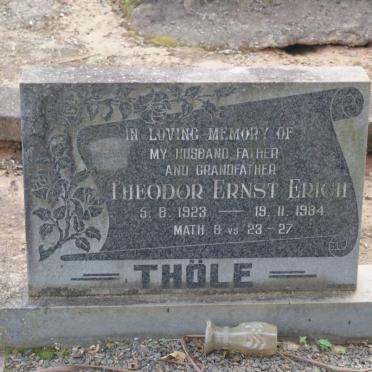 IN LOVING MEMORY OF
MY HUSBAND, FATHER
AND GRANDFATHER
THEODOR ERNST ERICH
5. 8. 1923 — 19. 11. 1984
MATH 8 vs 23 - 27
THÖLE